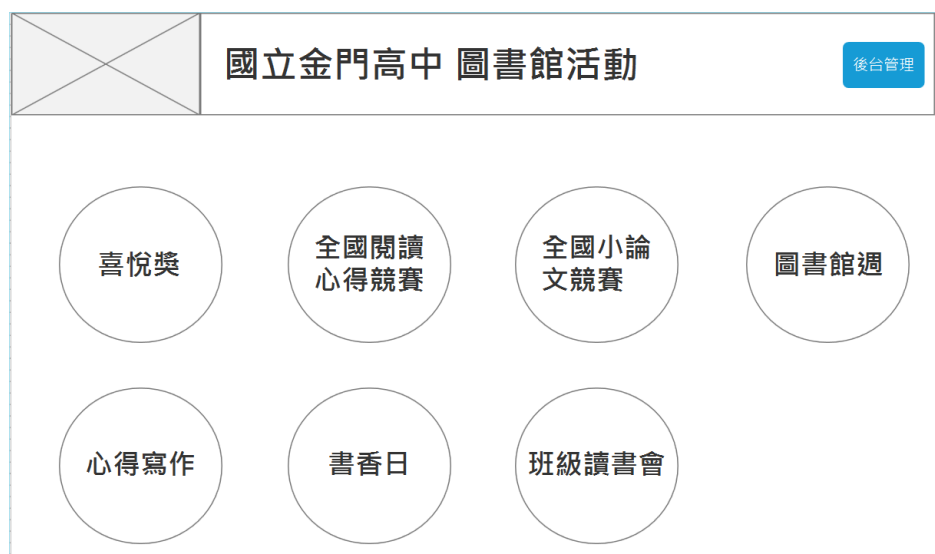 國立金門高中 圖書館活動
後台管理
喜悅獎
全國閱讀
心得競賽
全國小論
文競賽
圖書館週
心得寫作
書香日
班級讀書會